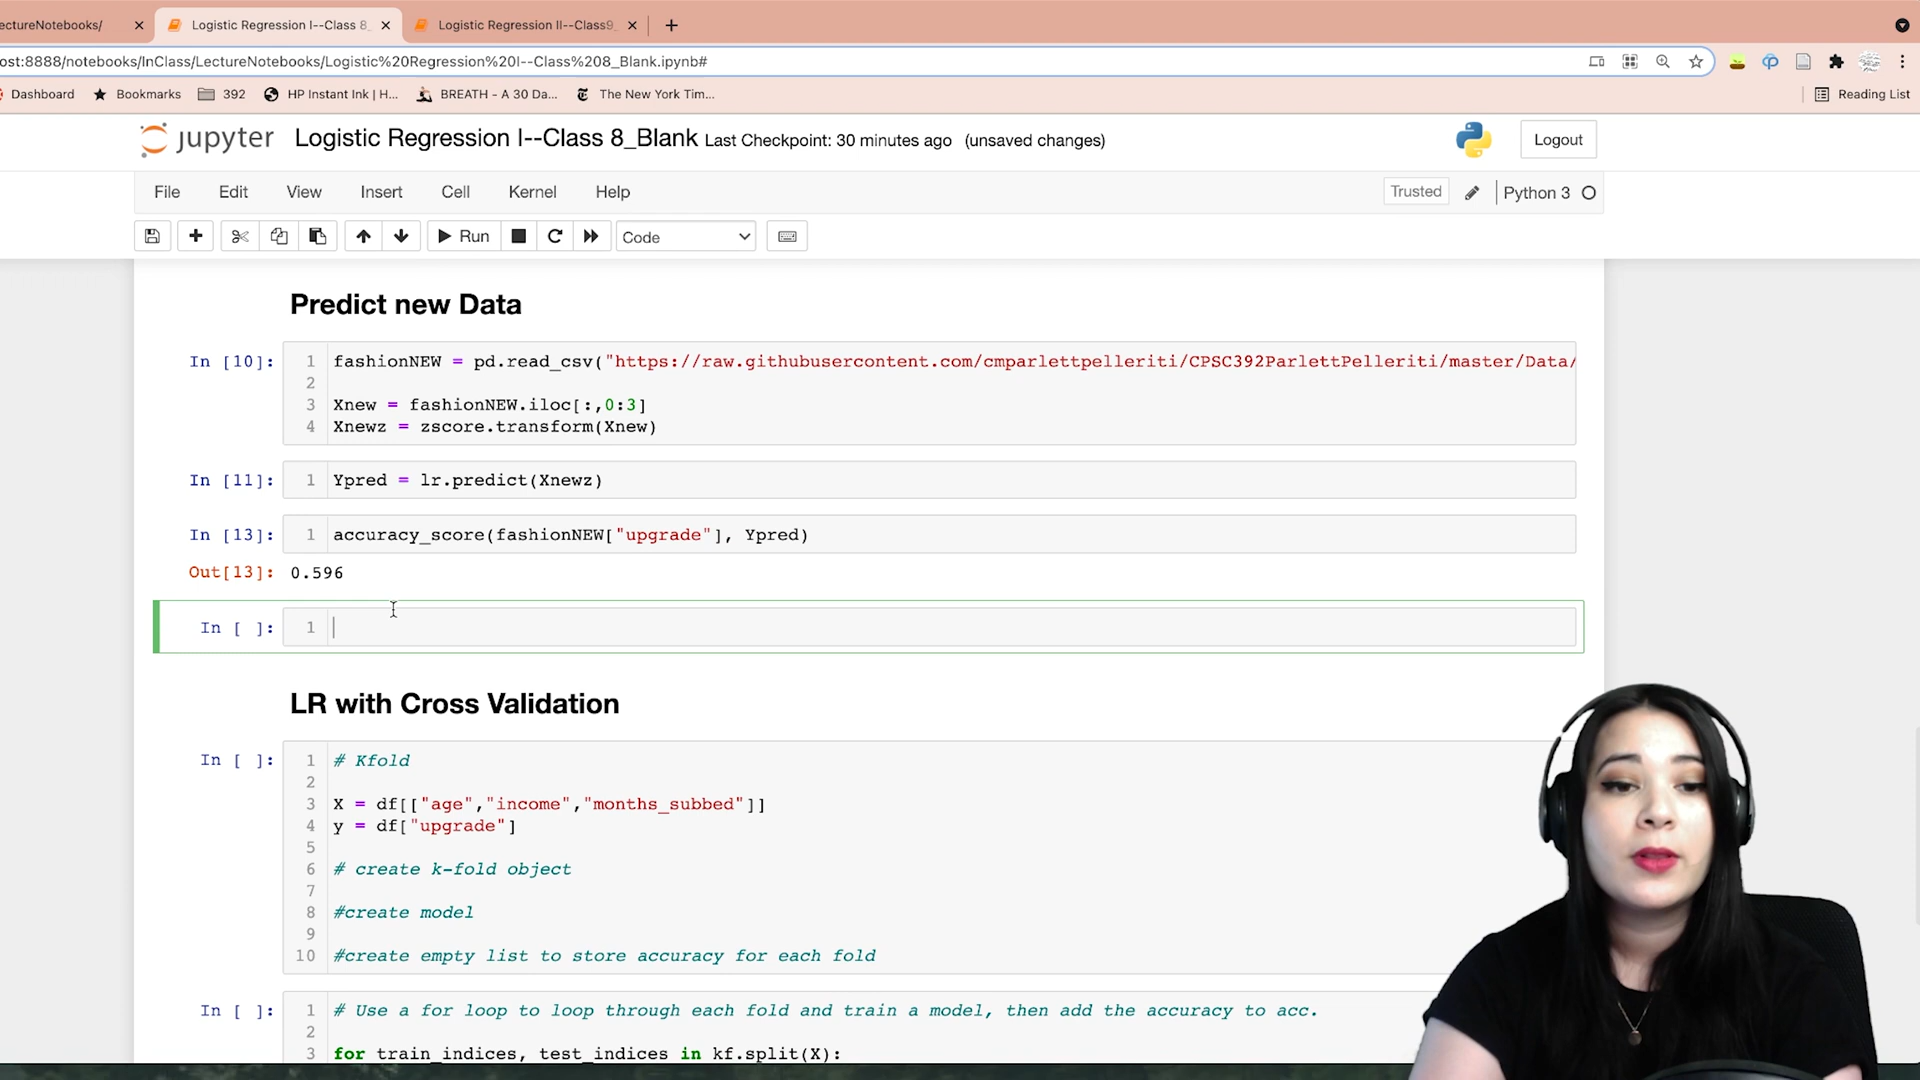 ectureNotebooks/
Logistic Regression I--Class 8_
Logistic Regression II--Class9_
ost:8888/notebooks/InClass/LectureNotebooks/Logistic%20Regression%20I--Class%208_Blank.ipynb#
Dashboard
Bookmarks
392
HP Instant Ink | H...
BREATH - A 30 Da...
The New York Tim...
Reading List
jupyter
Logistic Regression I--Class 8_Blank Last Checkpoint: 30 minutes ago (unsaved changes)
Logout
File Edit View Insert Cell Kernel Help
Trusted
Python 3
Run
Code
Predict new Data
In [10]:
1 fashionNEW = pd.read_csv("https://raw.githubusercontent.com/cmparlettpelleriti/CPSC392ParlettPelleriti/master/Data/
2
3 Xnew = fashionNEW.iloc[:,0:3]
4 Xnewz = zscore.transform(Xnew)
In [11]:
1 Ypred = lr.predict(Xnewz)
In [13]:
1 accuracy_score(fashionNEW["upgrade"], Ypred)
Out[13]: 0.596
In [ ]:
1
LR with Cross Validation
In [ ]:
1 # Kfold
2
3 X = df[["age","income","months_subbed"]]
4 y = df["upgrade"]
5
6 # create k-fold object
7
8 #create model
9
10 #create empty list to store accuracy for each fold
In [ ]:
1 # Use a for loop to loop through each fold and train a model, then add the accuracy to acc.
2
3 for train_indices, test_indices in kf.split(X):